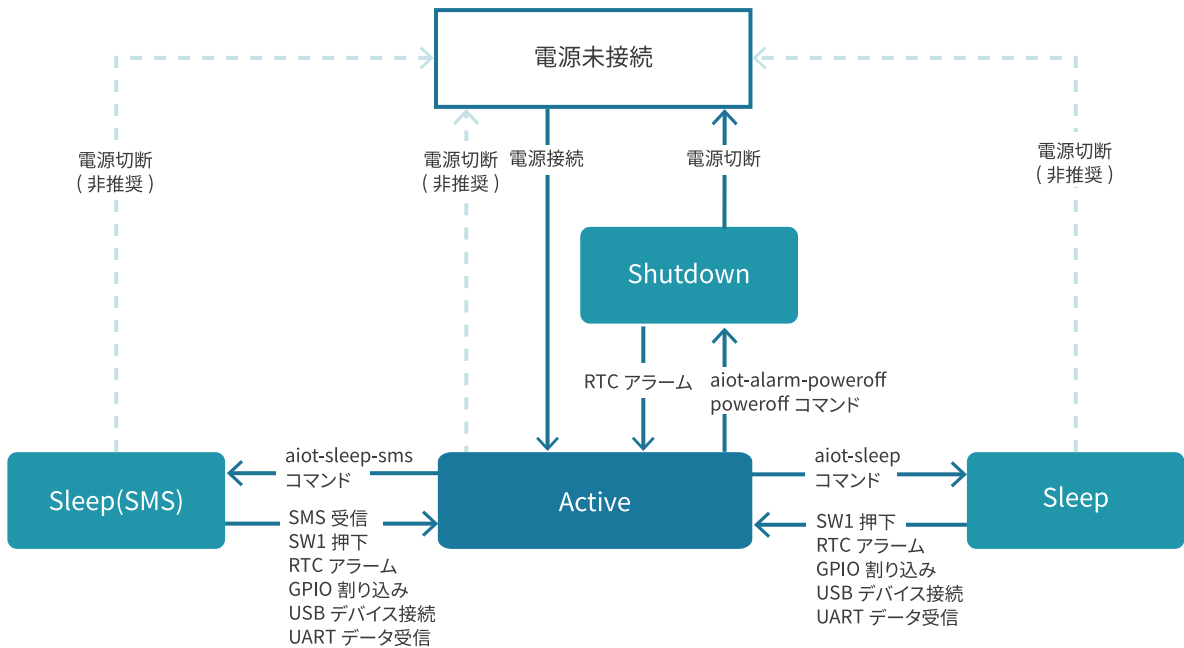 電源未接続
電源切断
( 非推奨 )
電源切断
( 非推奨 )
電源接続
電源切断
電源切断
( 非推奨 )
Shutdown
RTC アラーム
aiot-alarm-poweroff
poweroff コマンド
Sleep(SMS)
aiot-sleep-sms
コマンド
SMS 受信
SW1 押下
RTC アラーム
GPIO 割り込み
USB デバイス接続
UART データ受信
Active
aiot-sleep
コマンド
SW1 押下
RTC アラーム
GPIO 割り込み
USB デバイス接続
UART データ受信
Sleep